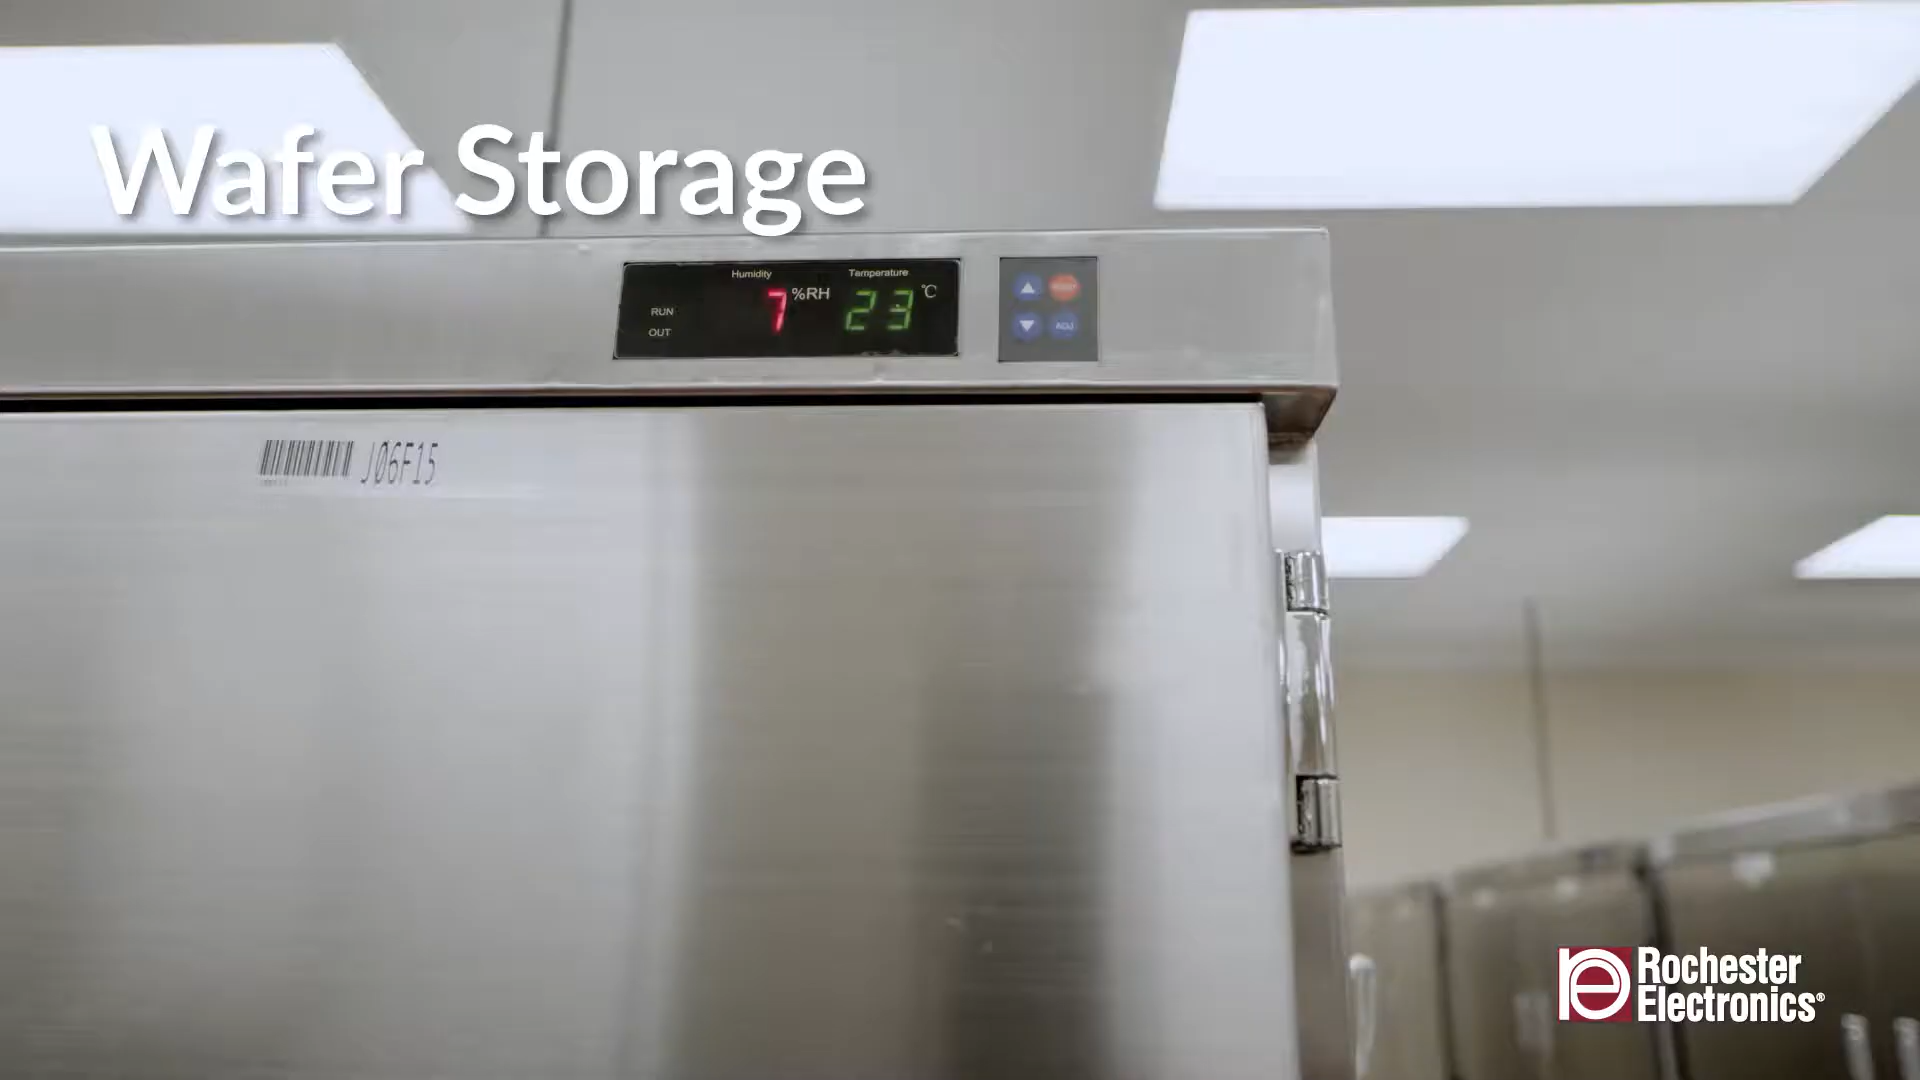 Wafer Storage
Humidity Temperature
RUN 7 %RH 23 °C
OUT
ADJ
J06F15
Rochester
Electronics®